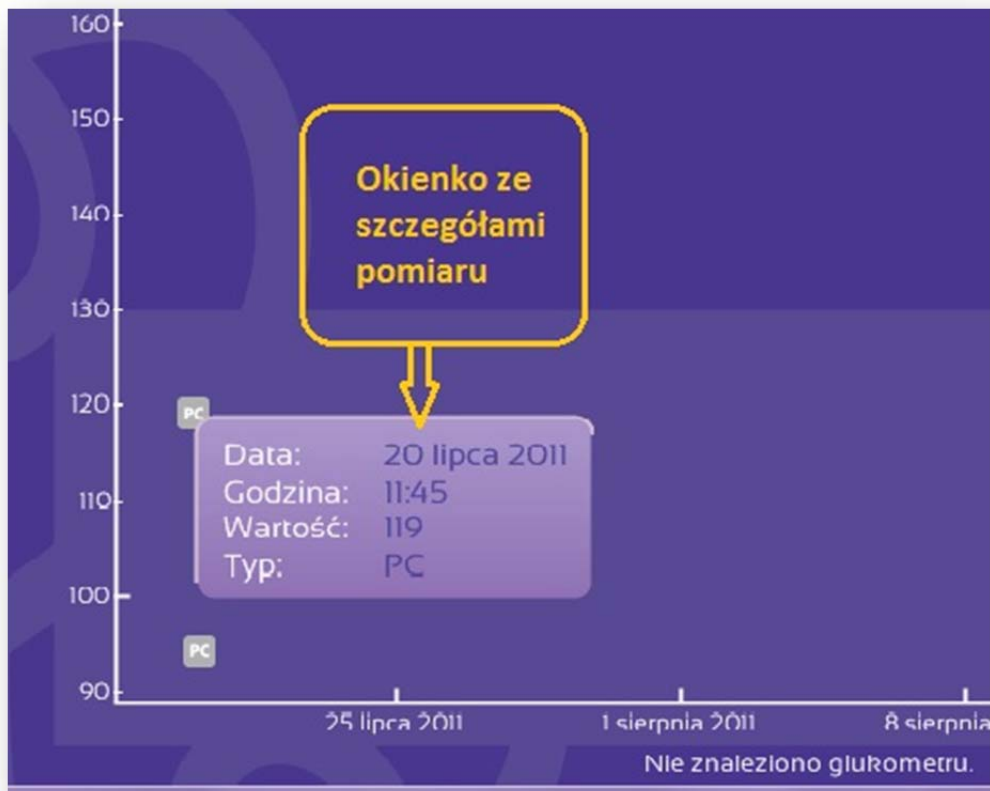 160
150
Okienko ze
szczegółami
pomiaru
140
130
120
PC
Data: 20 lipca 2011
Godzina: 11:45
110
Wartość: 119
Typ: PC
100
PC
90
25 lipca 2011 1 sierpnia 2011 8 sierpnia
Nie znaleziono glukometru.